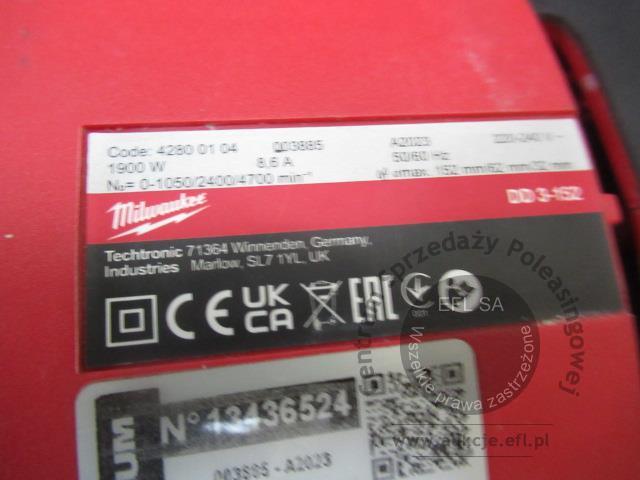 Code: 4280 01 04 003885 A2023 220-240 V ~
1900 W 8,6 A 50/60 Hz
N₀= 0-1050/2400/4700 min⁻¹ max. 152 mm/62 mm/32 mm
Milwaukee DD 3-152
Techtronic 71364 Winnenden, Germany,
Industries Marlow, SL7 1YL, UK
CE UK CA EAC
UM N° 13436524
003885 - A2023
Centrum Sprzedaży Poleasingowej
EFL SA
Wszelkie prawa zastrzeżone
www.aukcje.efl.pl